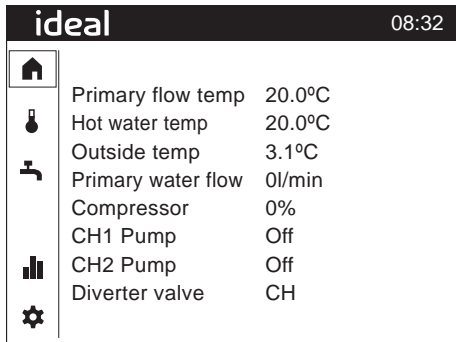 ideal 08:32
Primary flow temp 20.0ºC
Hot water temp 20.0ºC
Outside temp 3.1ºC
Primary water flow 0l/min
Compressor 0%
CH1 Pump Off
CH2 Pump Off
Diverter valve CH